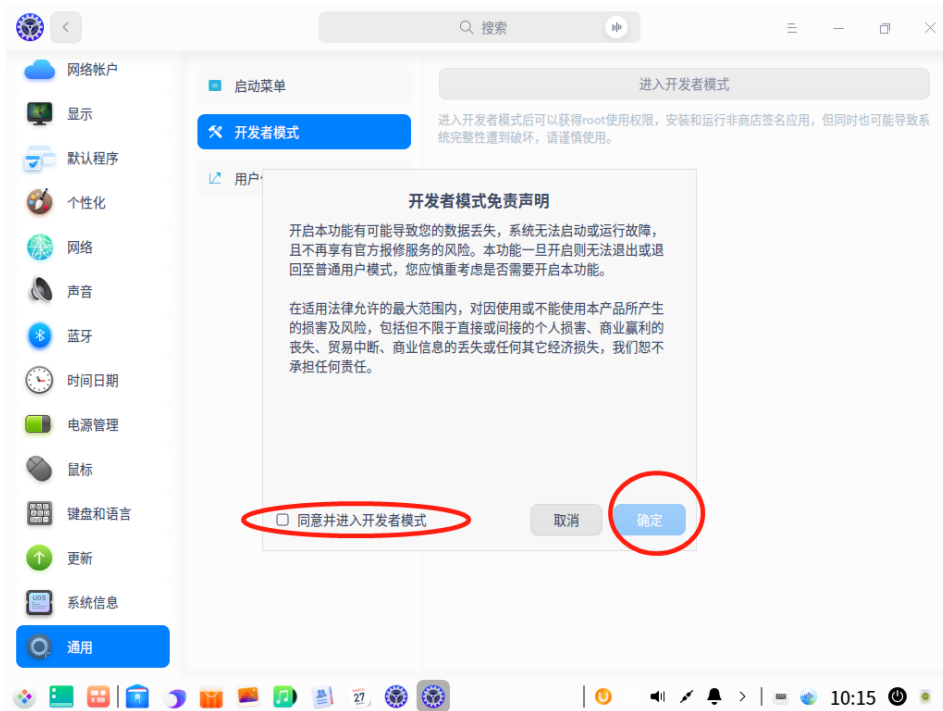 搜索
网络帐户
显示
默认程序
个性化
网络
声音
蓝牙
时间日期
电源管理
鼠标
键盘和语言
更新
系统信息
通用
启动菜单
开发者模式
用户
进入开发者模式
进入开发者模式后可以获得root使用权限，安装和运行非商店签名应用，但同时也可能导致系
统完整性遭到破坏，请谨慎使用。
开发者模式免责声明
开启本功能有可能导致您的数据丢失，系统无法启动或运行故障，
且不再享有官方报修服务的风险。本功能一旦开启则无法退出或退
回至普通用户模式，您应慎重考虑是否需要开启本功能。
在适用法律允许的最大范围内，对因使用或不能使用本产品所产生
的损害及风险，包括但不限于直接或间接的个人损害、商业赢利的
丧失、贸易中断、商业信息的丢失或任何其它经济损失，我们恕不
承担任何责任。
同意并进入开发者模式
取消
确定
UOS
27
10:15